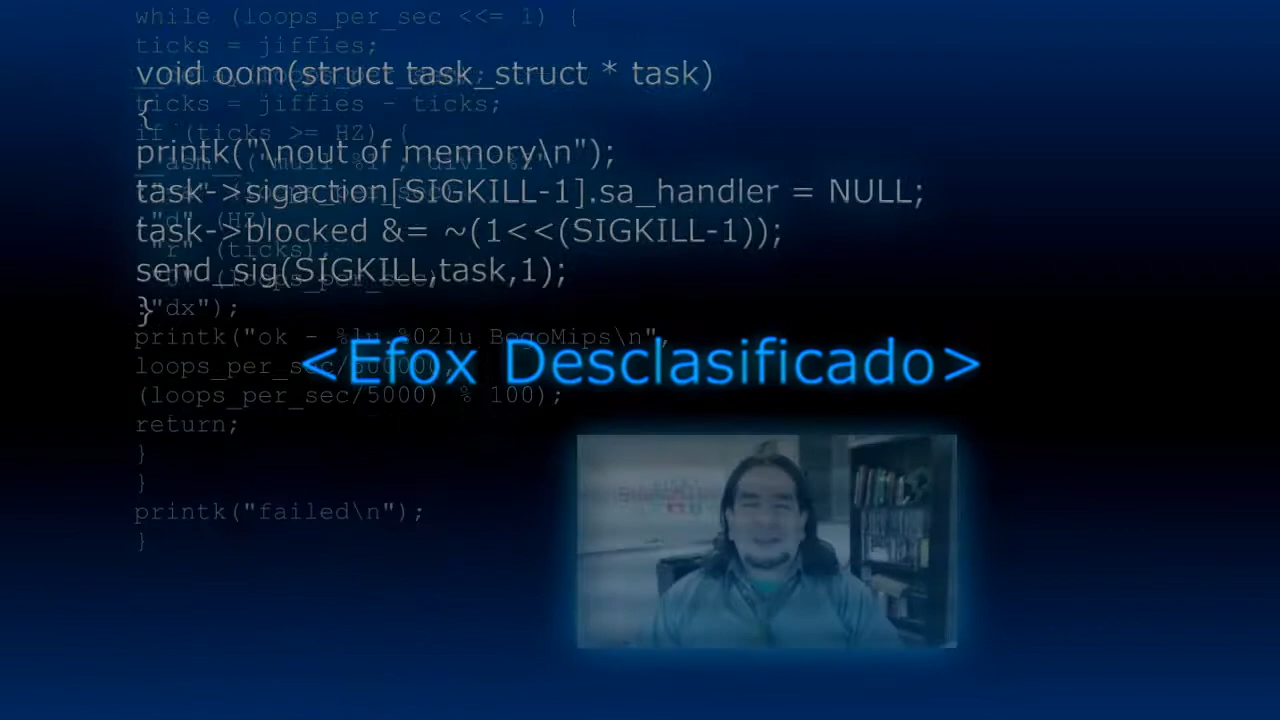 while (loops_per_sec <<= 1) {
ticks = jiffies;
void oom(struct task_struct * task)
ticks = jiffies - ticks;
{
if (ticks >= HZ) {
printk("\nout of memory\n");
task->sigaction[SIGKILL-1].sa_handler = NULL;
"d" (HZ)
task->blocked &= ~(1<<(SIGKILL-1));
"r" (ticks),
send_sig(SIGKILL,task,1);
}
"dx");
printk("ok - %lu.%02lu BogoMips\n",
<Efox Desclasificado>
(loops_per_sec/5000) % 100);
return;
}
}
printk("failed\n");
}